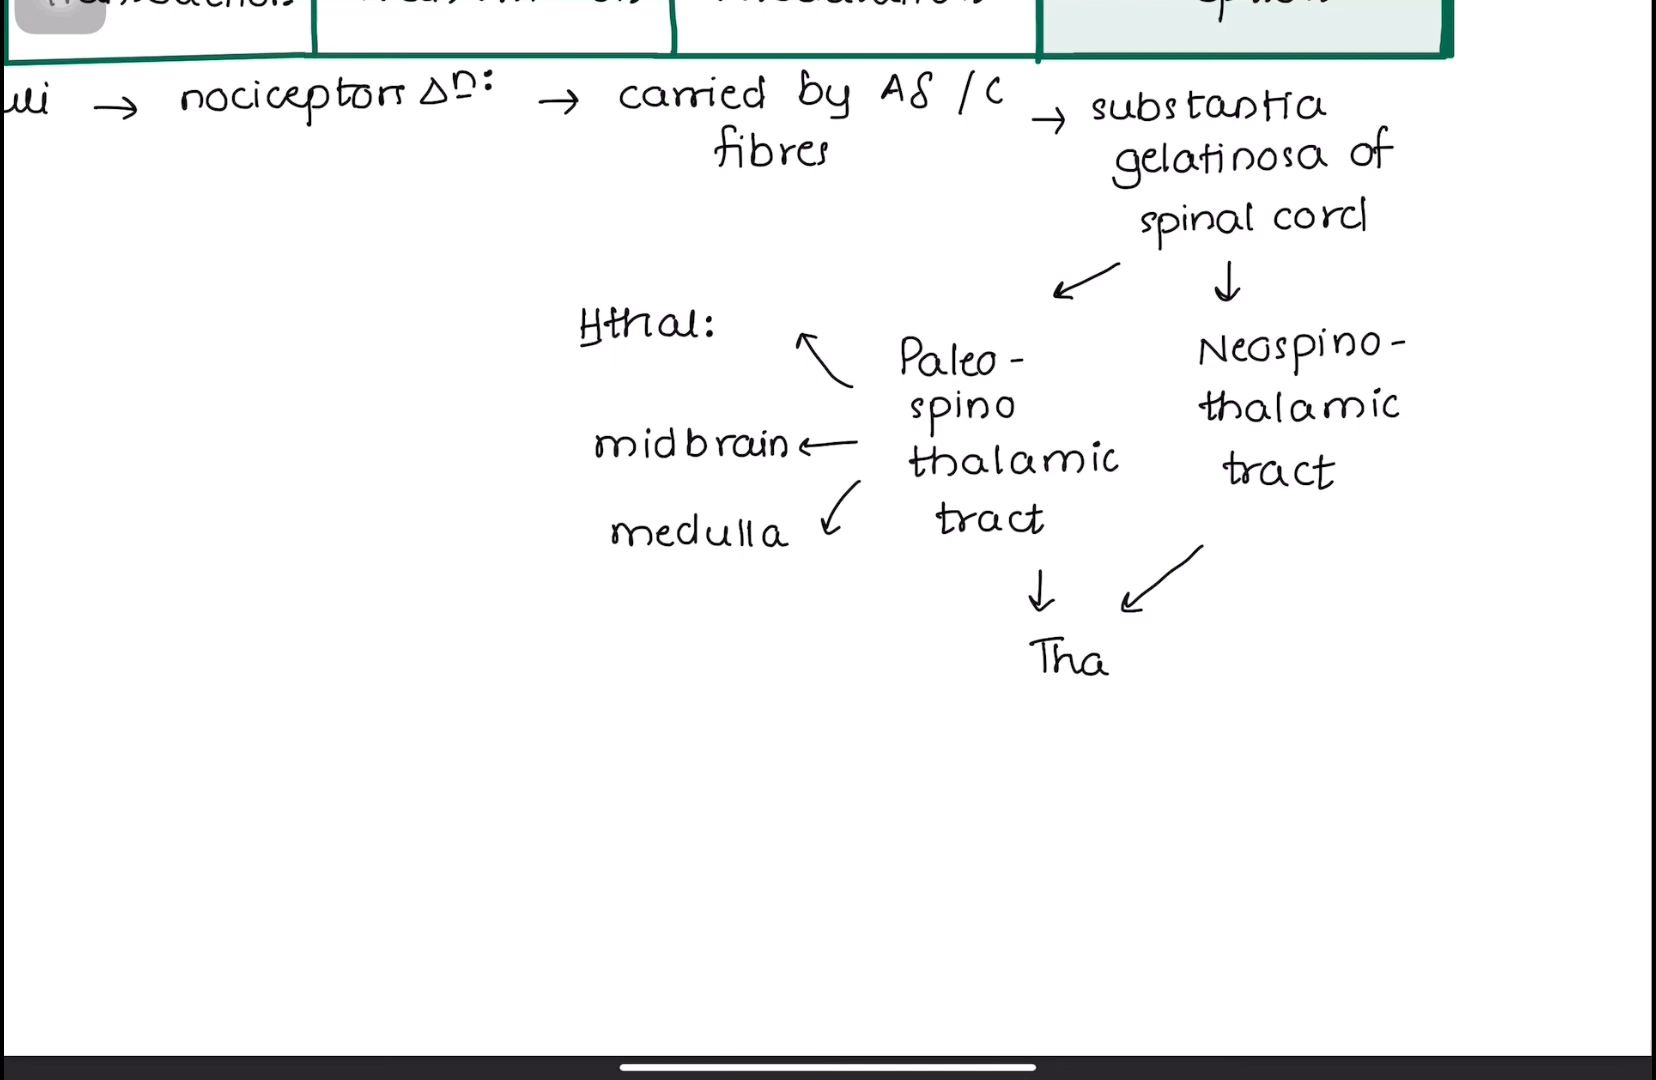 uli → nociceptors Δn: → carried by Aδ / C → substantia
fibres
gelatinosa of
spinal cord
Hthal:
midbrain
medulla
Paleo-
spino
thalamic
tract
Neospino-
thalamic
tract
Tha